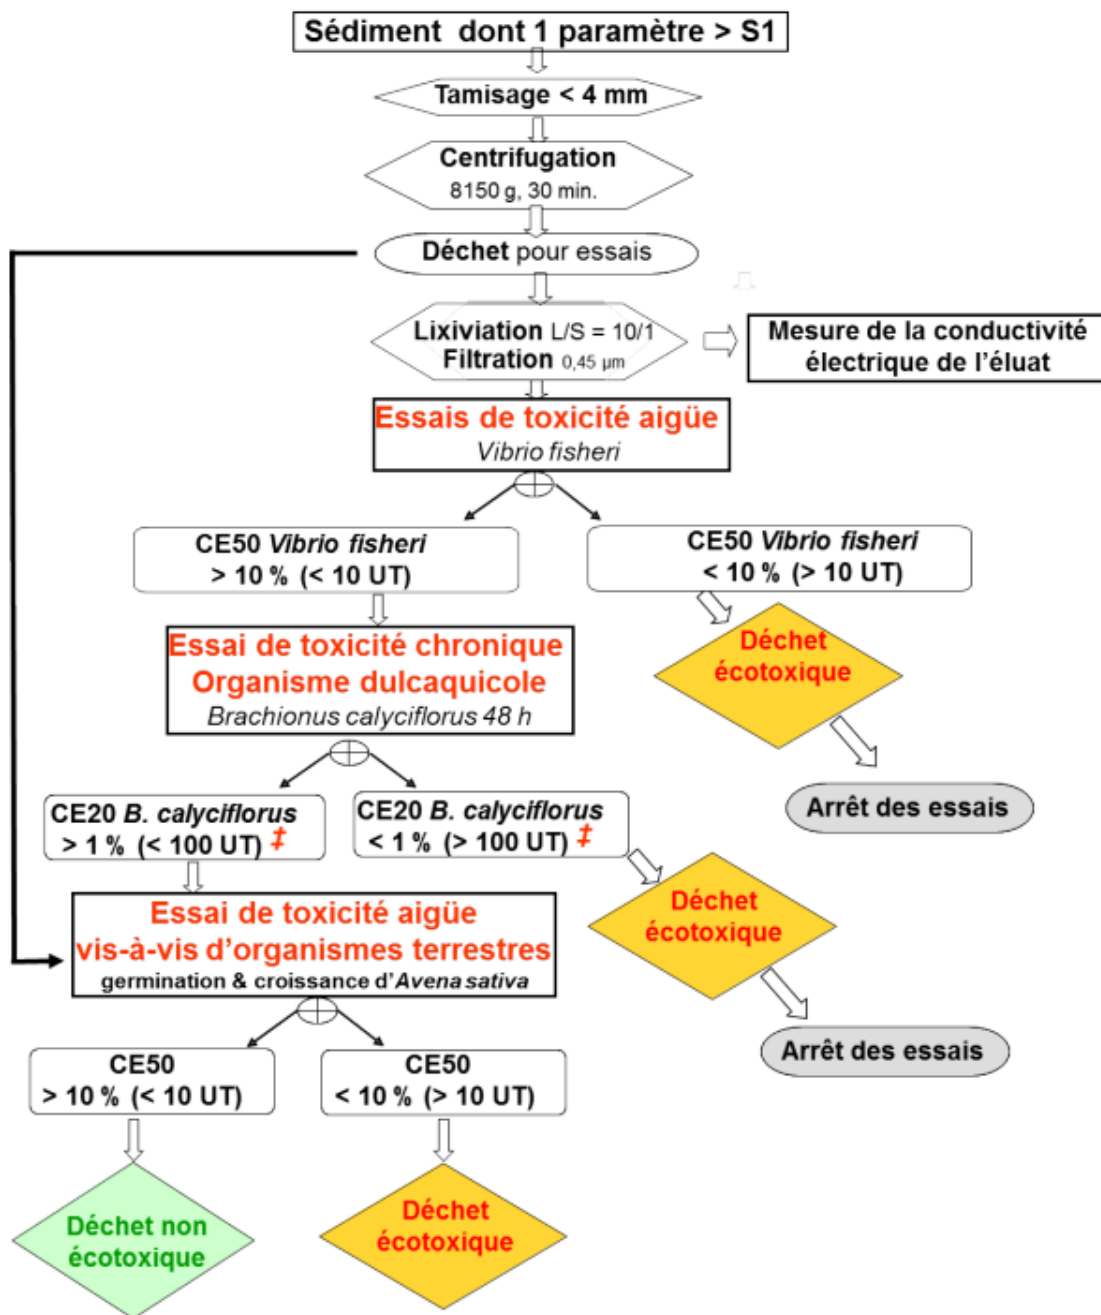 Sédiment dont 1 paramètre > S1
Tamisage < 4 mm
Centrifugation
8150 g, 30 min.
Déchet pour essais
Lixiviation L/S = 10/1
Filtration 0,45 µm
Mesure de la conductivité
électrique de l'éluat
Essais de toxicité aigüe
Vibrio fisheri
CE50 Vibrio fisheri
> 10 % (< 10 UT)
CE50 Vibrio fisheri
< 10 % (> 10 UT)
Déchet
écotoxique
Arrêt des essais
Essai de toxicité chronique
Organisme dulcaquicole
Brachionus calyciflorus 48 h
CE20 B. calyciflorus
> 1 % (< 100 UT) ‡
CE20 B. calyciflorus
< 1 % (> 100 UT) ‡
Déchet
écotoxique
Arrêt des essais
Essai de toxicité aigüe
vis-à-vis d'organismes terrestres
germination & croissance d'Avena sativa
CE50
> 10 % (< 10 UT)
CE50
< 10 % (> 10 UT)
Déchet non
écotoxique
Déchet
écotoxique